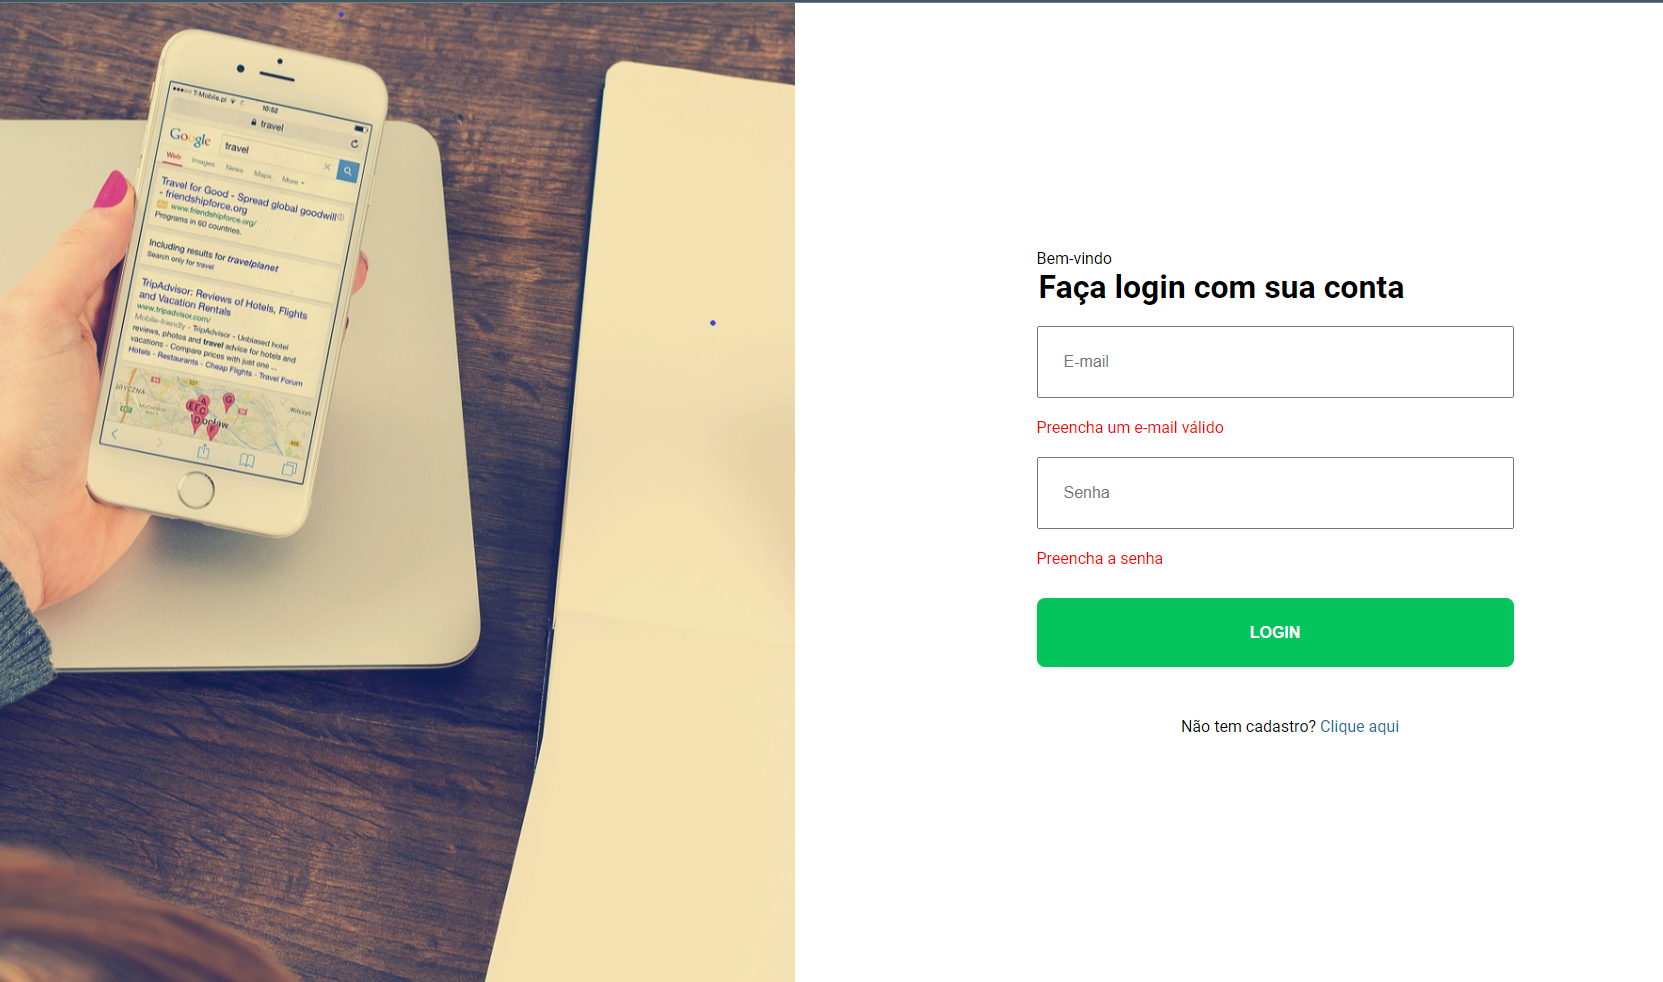 T-Mobile.pl
10:52
travel
Google
travel
Web Images News Maps More
Travel for Good - Spread global goodwill
- friendshipforce.org
www.friendshipforce.org/
Programs in 60 countries.
Including results for travelplanet
Search only for travel
TripAdvisor: Reviews of Hotels, Flights
and Vacation Rentals
www.tripadvisor.com/
Mobile-friendly - TripAdvisor - Unbiased hotel
reviews, photos and travel advice for hotels and
vacations - Compare prices with just one ...
Hotels - Restaurants - Cheap Flights - Travel Forum
A
G
E
E
C
D
F
Bem-vindo
Faça login com sua conta
E-mail
Preencha um e-mail válido
Senha
Preencha a senha
LOGIN
Não tem cadastro? Clique aqui